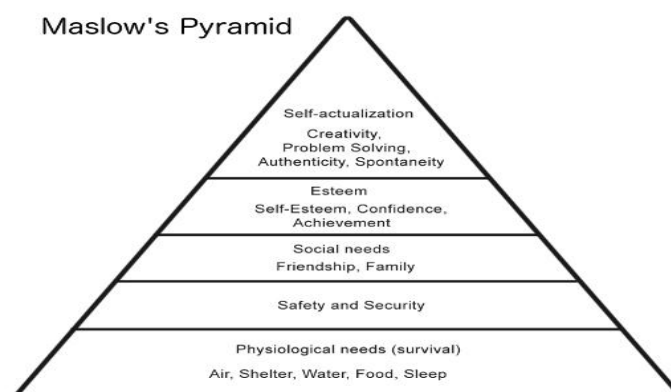 Maslow's Pyramid
Self-actualization
Creativity,
Problem Solving,
Authenticity, Spontaneity
Esteem
Self-Esteem, Confidence,
Achievement
Social needs
Friendship, Family
Safety and Security
Physiological needs (survival)
Air, Shelter, Water, Food, Sleep